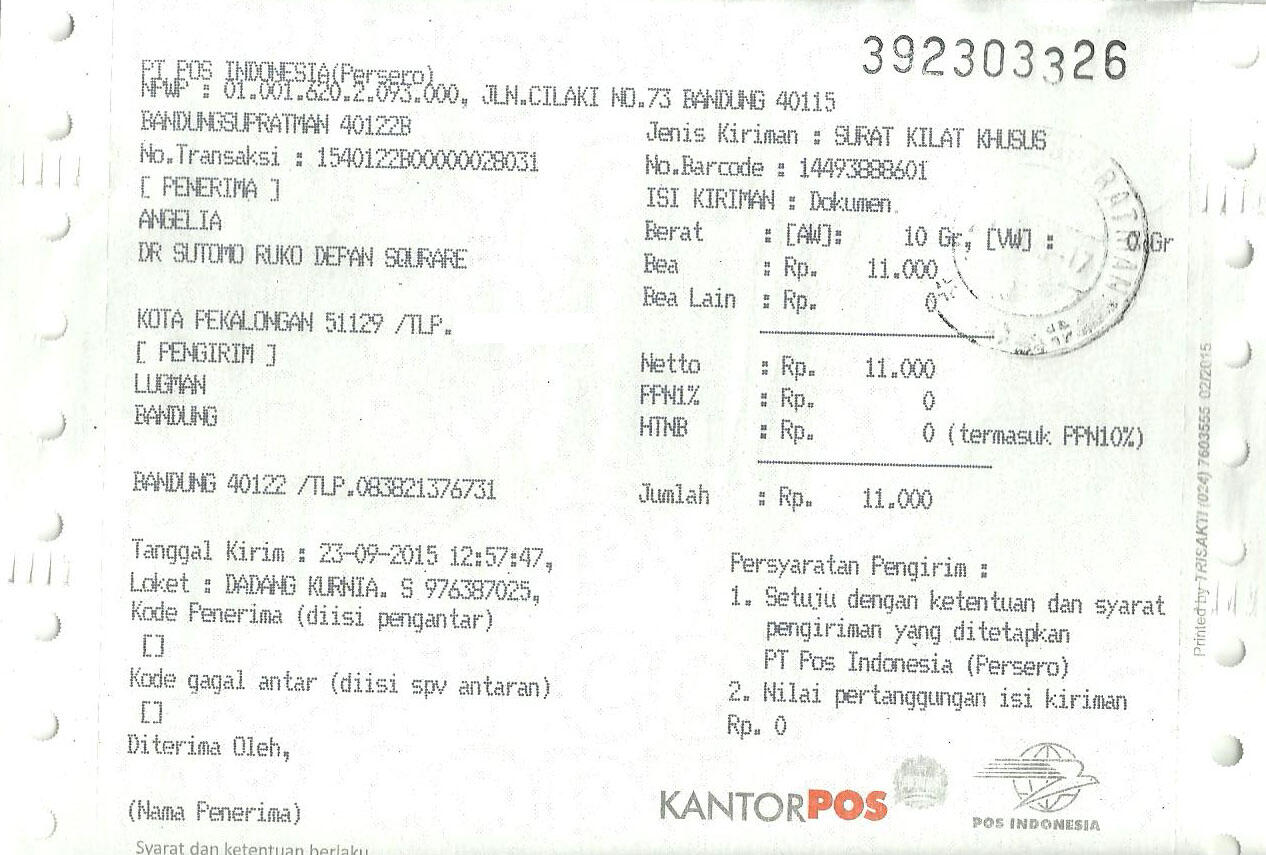 392303326
PT POS INDONESIA(Persero)
NPWP : 01.001.620.2.093.000, JLN.CILAKI NO.73 BANDUNG 40115
BANDUNGSUPRATMAN 40122B
No.Transaksi : 1540122B00000028031
[ PENERIMA ]
ANGELIA
DR SUTOMO RUKO DEPAN SQURARE
KOTA PEKALONGAN 51129 /TLP.
[ PENGIRIM ]
LUGMAN
BANDUNG
BANDUNG 40122 /TLP.083821376731
Tanggal Kirim : 23-09-2015 12:57:47,
Loket : DADANG KURNIA. S 976387025,
Kode Penerima (diisi pengantar)
[]
Kode gagal antar (diisi spv antaran)
[]
Diterima Oleh,
(Nama Penerima)
Syarat dan ketentuan berlaku
Jenis Kiriman : SURAT KILAT KHUSUS
No.Barcode : 14493888601
ISI KIRIMAN : Dokumen.
Berat : [AW]: 10 Gr, [VW] : 0 Gr
Bea : Rp. 11.000
Bea Lain : Rp. 0
Netto : Rp. 11.000
PPN1% : Rp. 0
HTNB : Rp. 0 (termasuk PPN10%)
Jumlah : Rp. 11.000
Persyaratan Pengirim :
1. Setuju dengan ketentuan dan syarat
pengiriman yang ditetapkan
PT Pos Indonesia (Persero)
2. Nilai pertanggungan isi kiriman
Rp. 0
KANTORPOS
POS INDONESIA
Printed by TRISAKTI (024) 7603555 02/2015